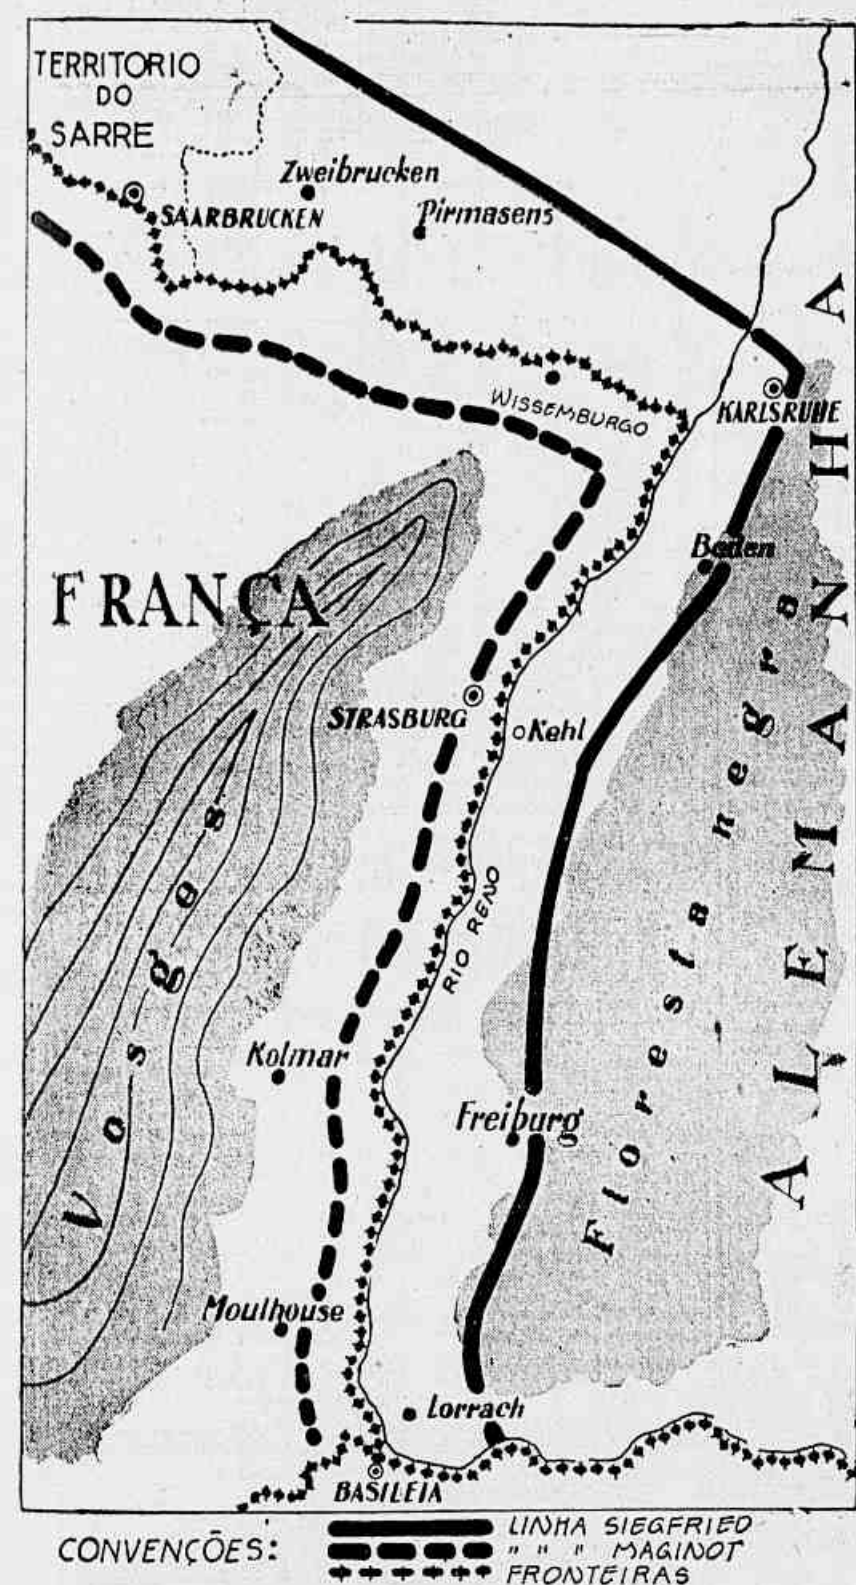 TERRITORIO
DO
SARRE
Zweibrucken
SAARBRUCKEN
Pirmasens
WISSEMBURGO
KARLSRUHE
Baden
FRANÇA
STRASBURG
Kehl
ALEMANHA
Floresta negra
RIO RENO
Vosges
Kolmar
Freiburg
Moulhouse
Lorrach
BASILEIA
CONVENÇÕES:
LINHA SIEGFRIED
" " " MAGINOT
FRONTEIRAS